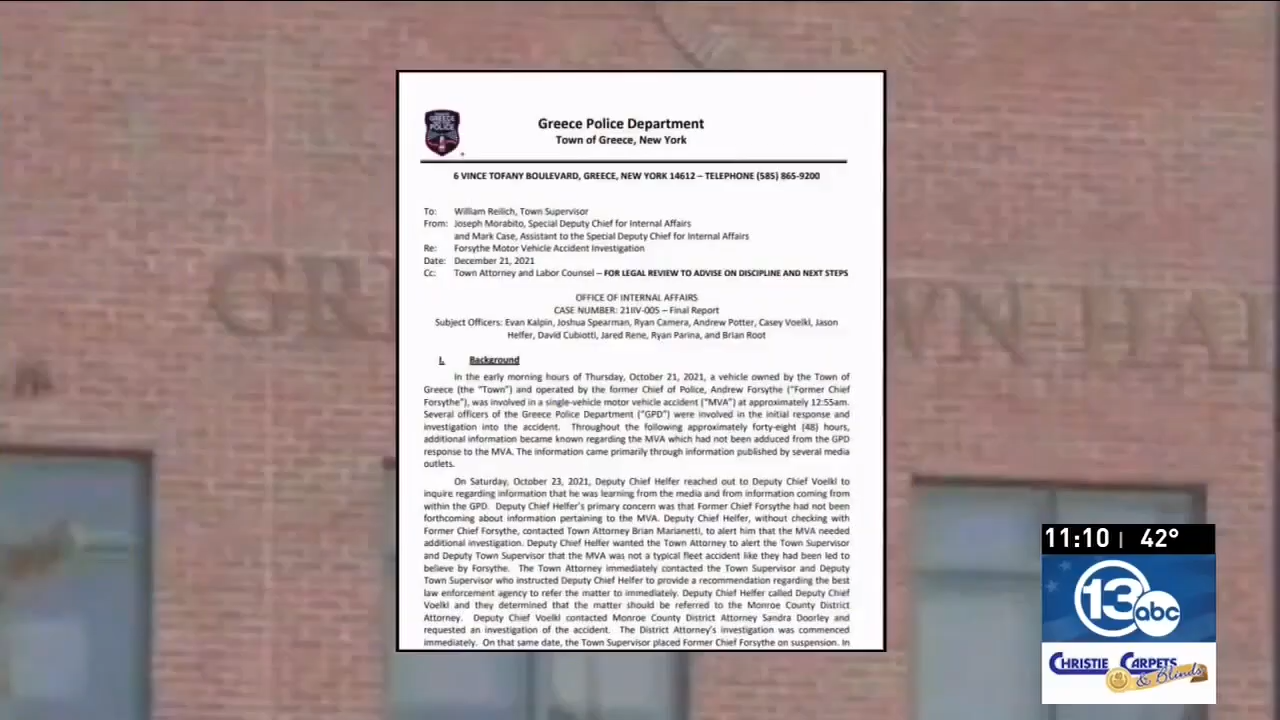 Greece Police Department
Town of Greece, New York
6 VINCE TOFANY BOULEVARD, GREECE, NEW YORK 14612 – TELEPHONE (585) 865-9200
To: William Reilich, Town Supervisor
From: Joseph Morabito, Special Deputy Chief for Internal Affairs
and Mark Case, Assistant to the Special Deputy Chief for Internal Affairs
Re: Forsythe Motor Vehicle Accident Investigation
Date: December 21, 2021
Cc: Town Attorney and Labor Counsel – FOR LEGAL REVIEW TO ADVISE ON DISCIPLINE AND NEXT STEPS
OFFICE OF INTERNAL AFFAIRS
CASE NUMBER: 21IIV-005 – Final Report
Subject Officers: Evan Kalpin, Joshua Spearman, Ryan Camera, Andrew Potter, Casey Voelkl, Jason
Helfer, David Cubiotti, Jared Rene, Ryan Parina, and Brian Root
I. Background
In the early morning hours of Thursday, October 21, 2021, a vehicle owned by the Town of
Greece (the "Town") and operated by the former Chief of Police, Andrew Forsythe ("Former Chief
Forsythe"), was involved in a single-vehicle motor vehicle accident ("MVA") at approximately 12:55am.
Several officers of the Greece Police Department ("GPD") were involved in the initial response and
investigation into the accident. Throughout the following approximately forty-eight (48) hours,
additional information became known regarding the MVA which had not been adduced from the GPD
response to the MVA. The information came primarily through information published by several media
outlets.
On Saturday, October 23, 2021, Deputy Chief Helfer reached out to Deputy Chief Voelkl to
inquire regarding information that he was learning from the media and from information coming from
within the GPD. Deputy Chief Helfer's primary concern was that Former Chief Forsythe had not been
forthcoming about information pertaining to the MVA. Deputy Chief Helfer, without checking with
Former Chief Forsythe, contacted Town Attorney Brian Marianetti, to alert him that the MVA needed
additional investigation. Deputy Chief Helfer wanted the Town Attorney to alert the Town Supervisor
and Deputy Town Supervisor that the MVA was not a typical fleet accident like they had been led to
believe by Forsythe. The Town Attorney immediately contacted the Town Supervisor and Deputy
Town Supervisor who instructed Deputy Chief Helfer to provide a recommendation regarding the best
law enforcement agency to refer the matter to immediately. Deputy Chief Helfer called Deputy Chief
Voelkl and they determined that the matter should be referred to the Monroe County District
Attorney. Deputy Chief Voelkl contacted Monroe County District Attorney Sandra Doorley and
requested an investigation of the accident. The District Attorney's investigation was commenced
immediately. On that same date, the Town Supervisor placed Former Chief Forsythe on suspension. In
11:10 | 42°
13 abc
CHRISTIE CARPETS
& Blinds